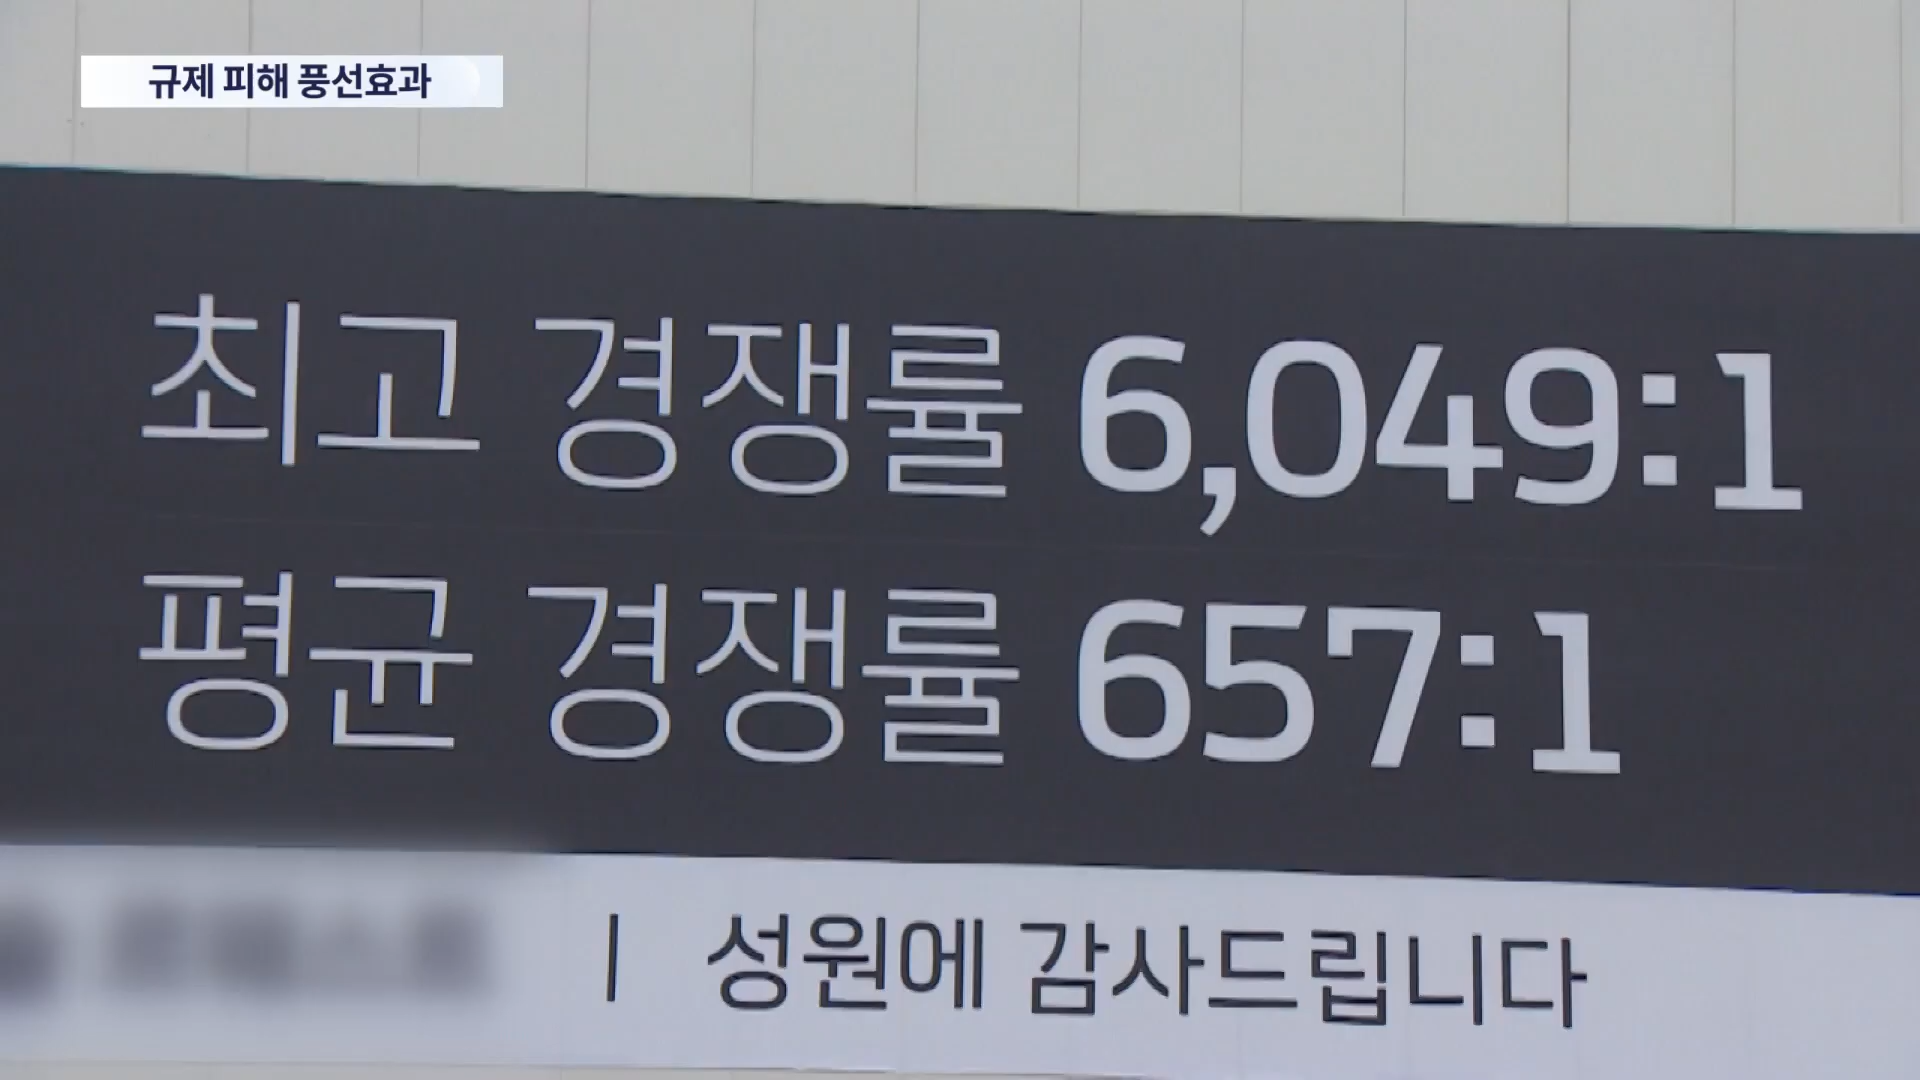 규제 피해 풍선효과
최고 경쟁률 6,049:1
평균 경쟁률 657:1
| 성원에 감사드립니다